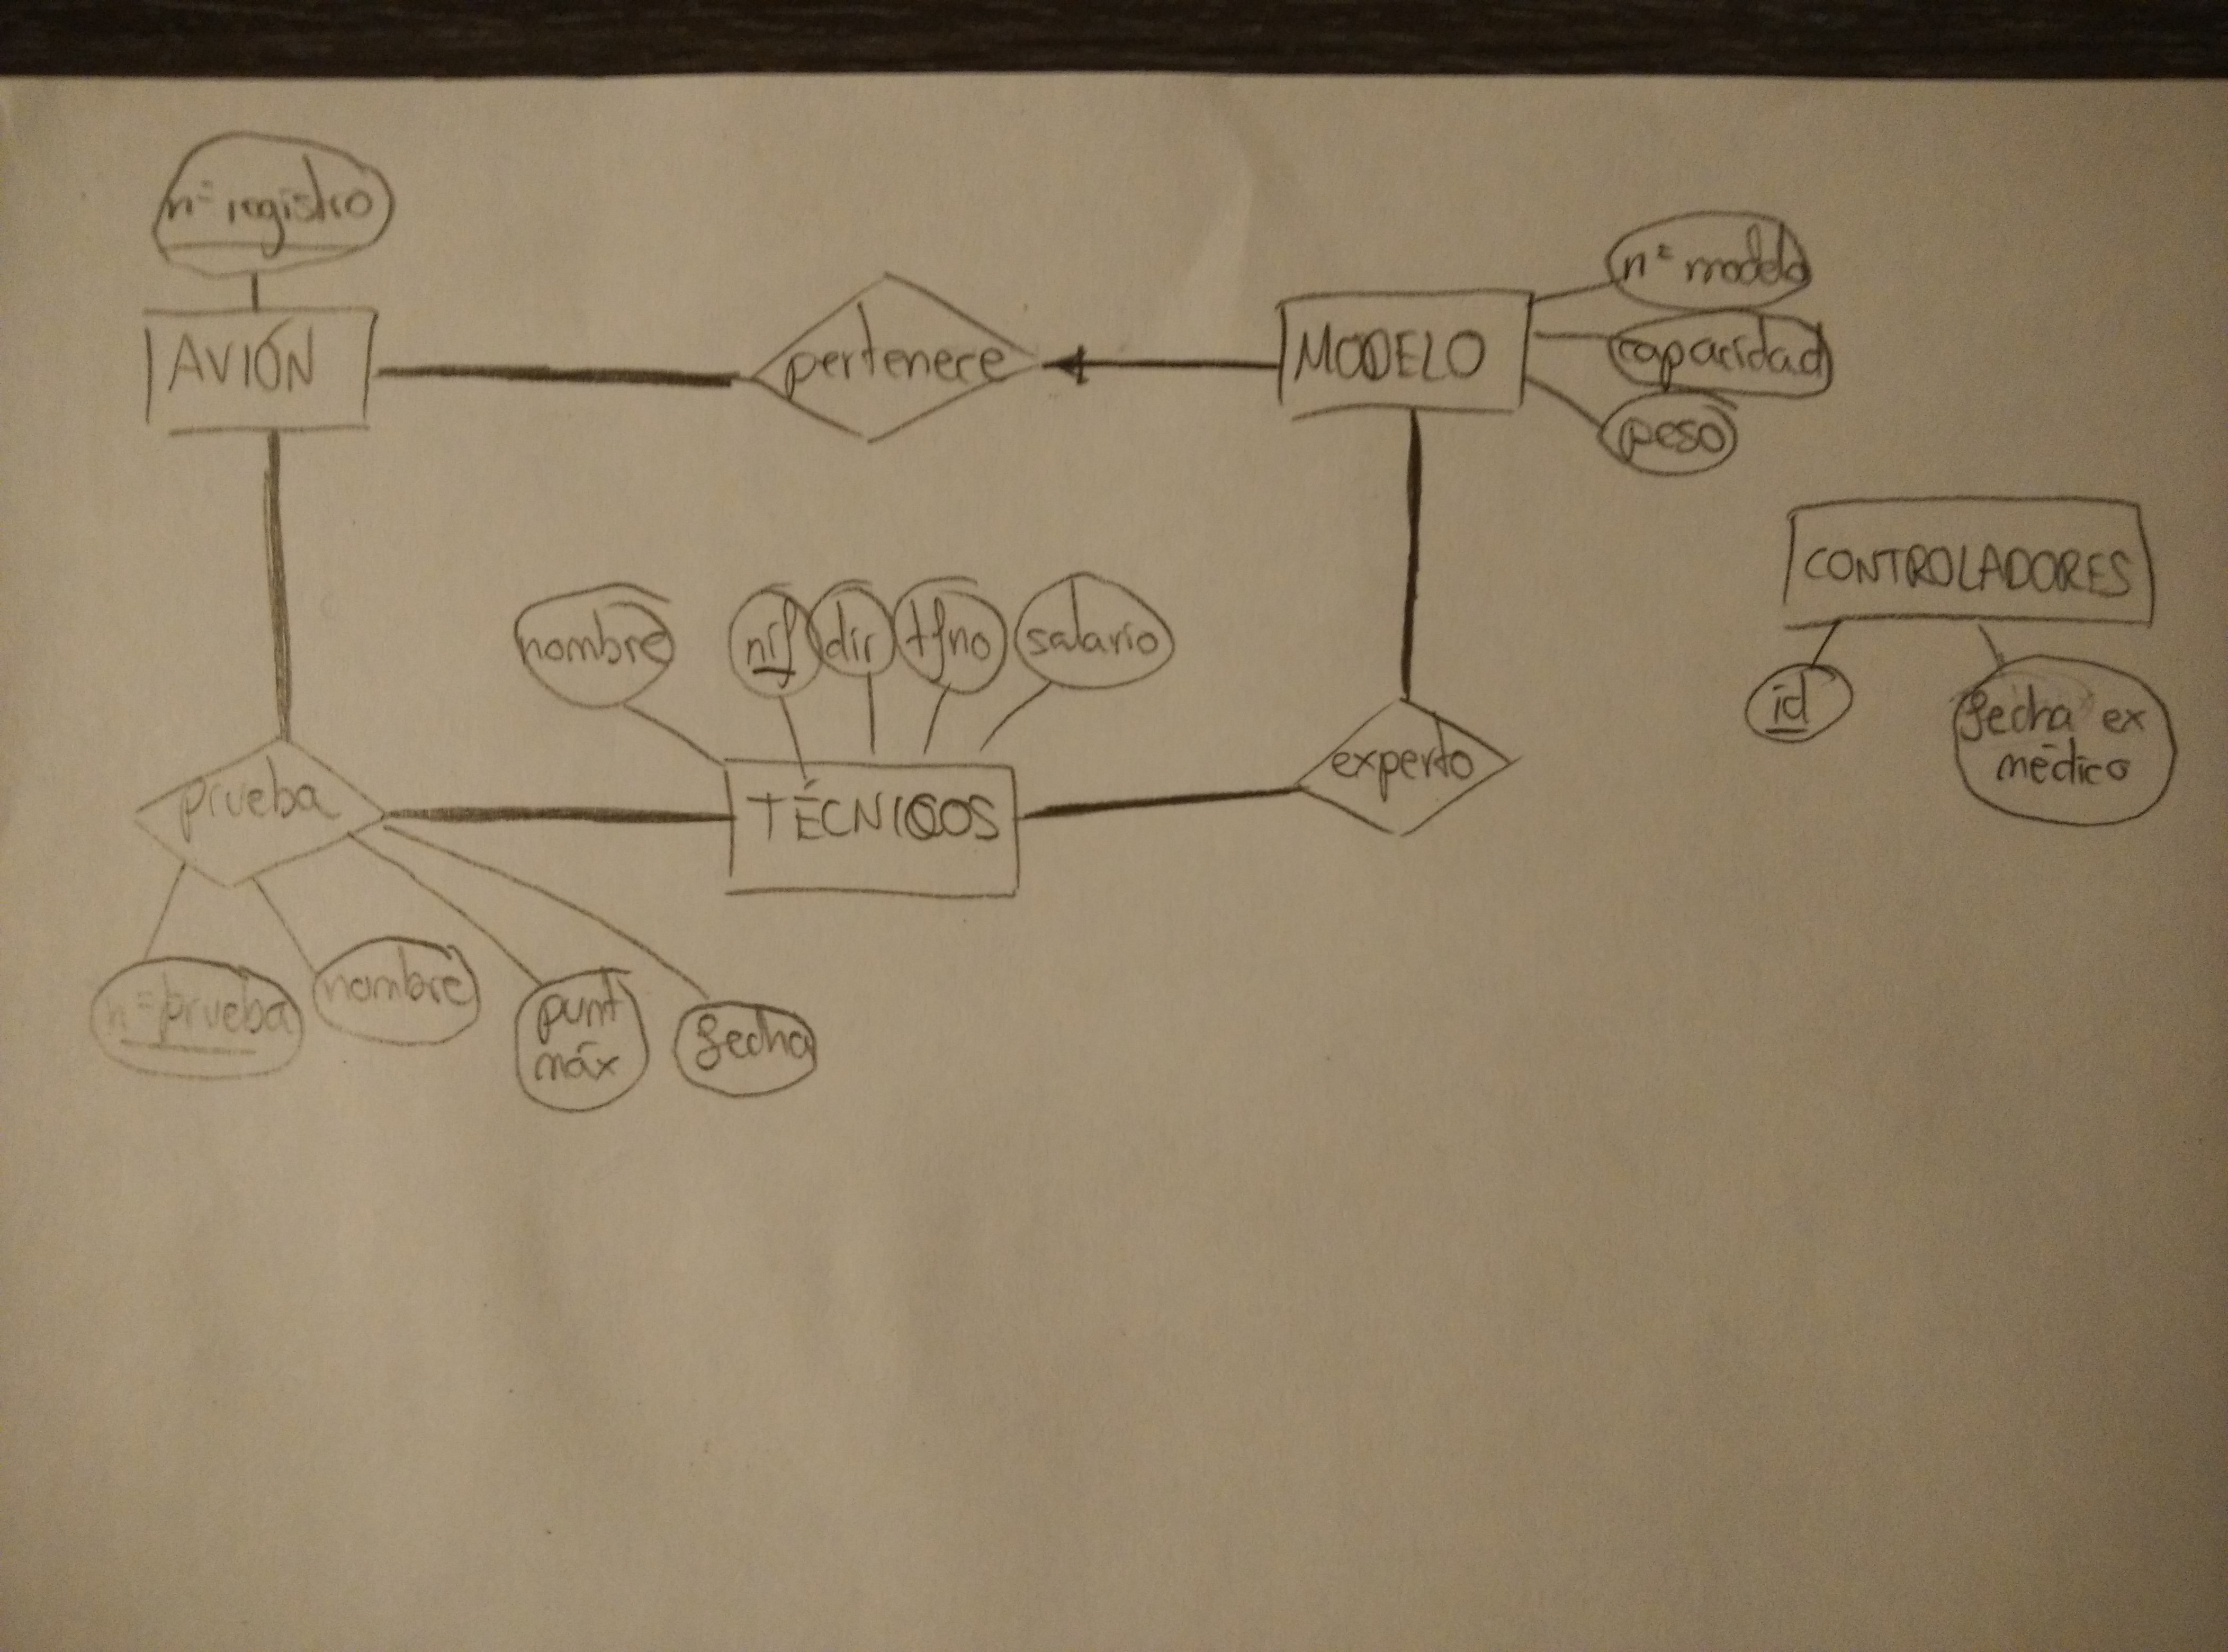 nº registro
AVIÓN
pertenece
MODELO
nº modelo
capacidad
peso
CONTROLADORES
id
fecha ex
médico
nombre
nif
dir
tfno
salario
TÉCNICOS
experto
prueba
nº prueba
nombre
punt
máx
fecha